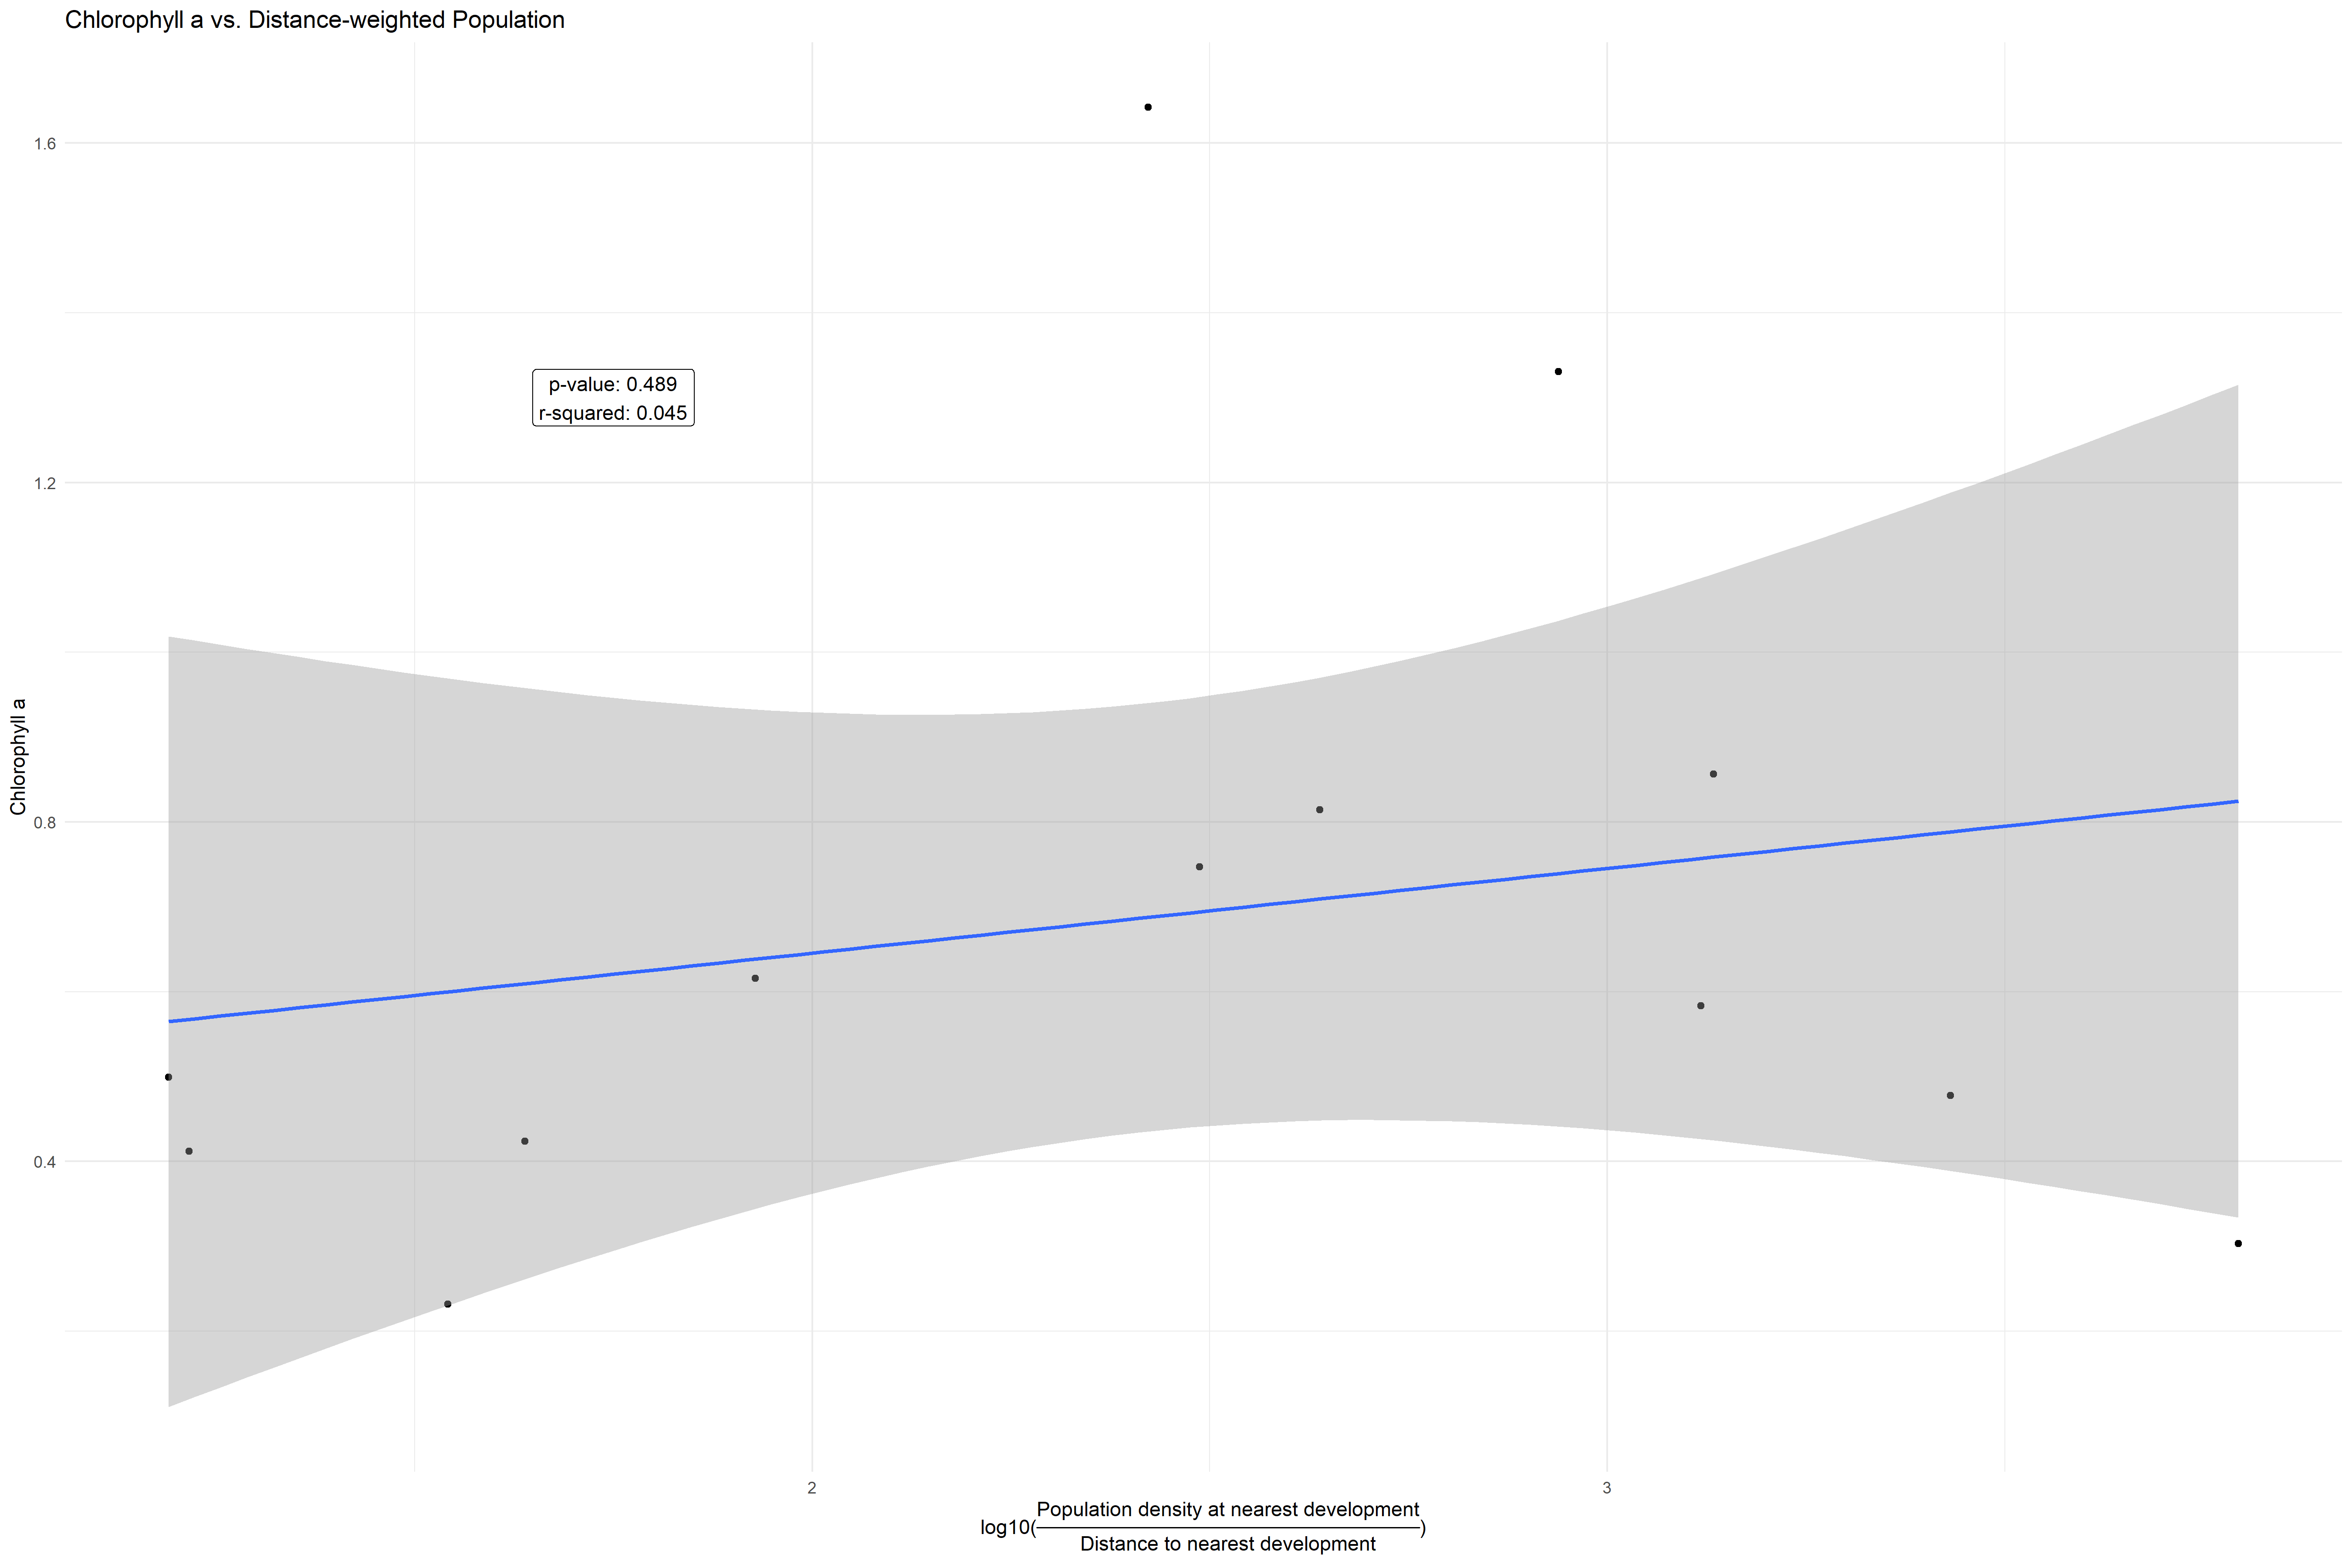 Chlorophyll a vs. Distance-weighted Population
1.6
1.2
0.8
0.4
Chlorophyll a
p-value: 0.489
r-squared: 0.045
2
3
Population density at nearest development
log10( )
Distance to nearest development